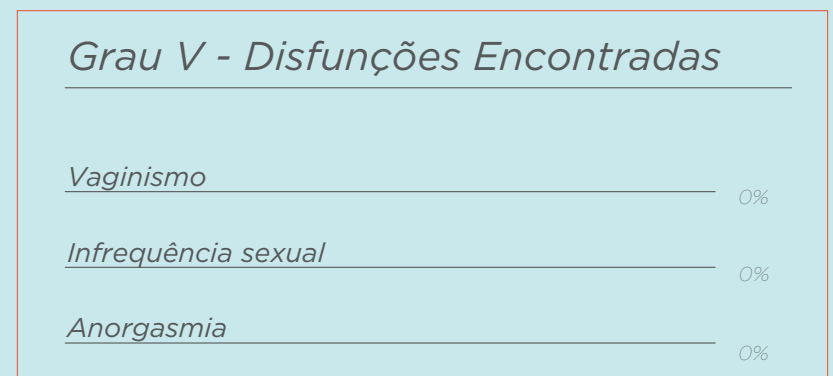 Grau V - Disfunções Encontradas
Vaginismo
0%
Infrequência sexual
0%
Anorgasmia
0%